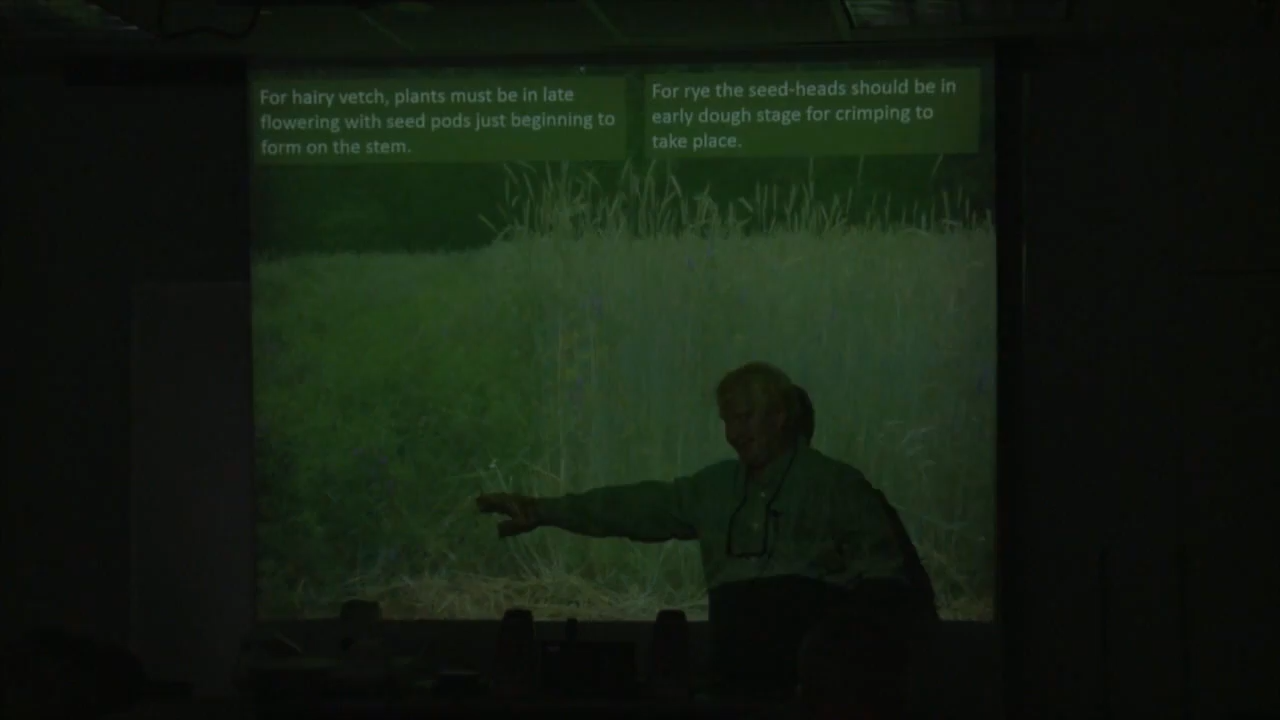 For hairy vetch, plants must be in late
flowering with seed pods just beginning to
form on the stem.
For rye the seed-heads should be in
early dough stage for crimping to
take place.